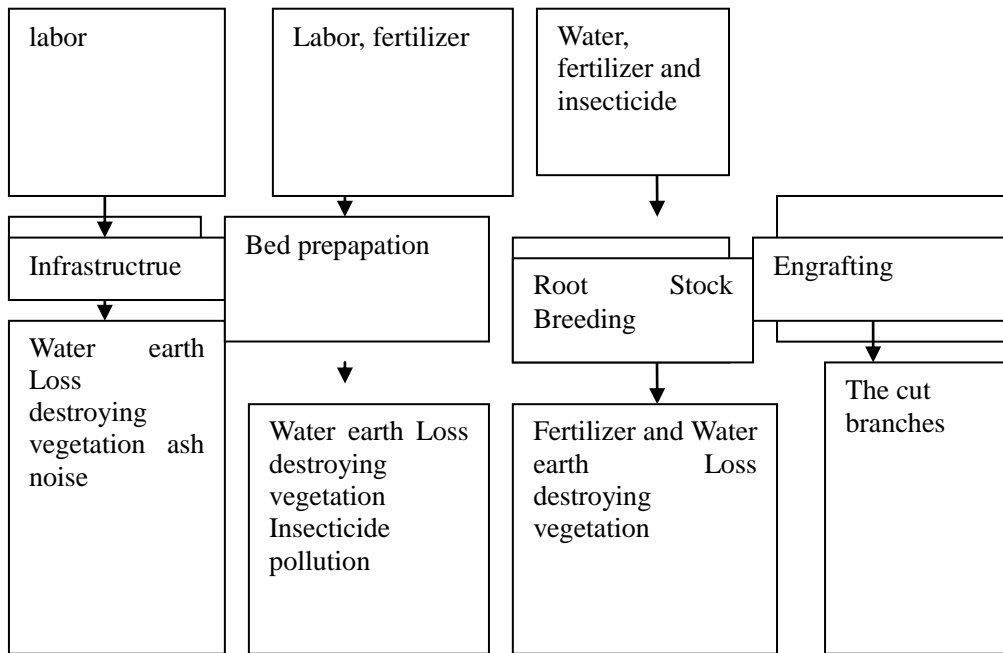 labor
Labor, fertilizer
Water,
fertilizer and
insecticide
Infrastructrue
Bed prepapation
Root Stock
Breeding
Engrafting
Water earth
Loss
destroying
vegetation ash
noise
Water earth Loss
destroying
vegetation
Insecticide
pollution
Fertilizer and Water
earth Loss
destroying
vegetation
The cut
branches